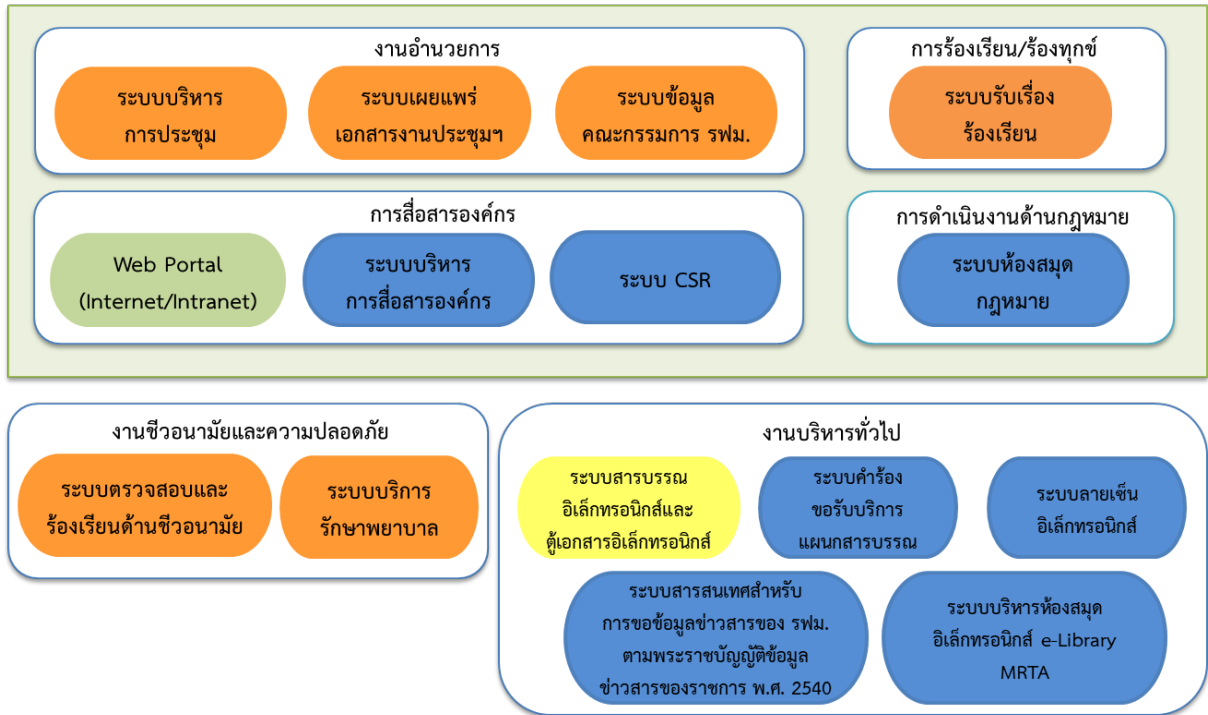 งานอำนวยการ
ระบบบริหาร
การประชุม
ระบบเผยแพร่
เอกสารงานประชุมฯ
ระบบข้อมูล
คณะกรรมการ รฟม.
การร้องเรียน/ร้องทุกข์
ระบบรับเรื่อง
ร้องเรียน
การสื่อสารองค์กร
Web Portal
(Internet/Intranet)
ระบบบริหาร
การสื่อสารองค์กร
ระบบ CSR
การดำเนินงานด้านกฎหมาย
ระบบห้องสมุด
กฎหมาย
งานชีวอนามัยและความปลอดภัย
ระบบตรวจสอบและ
ร้องเรียนด้านชีวอนามัย
ระบบบริการ
รักษาพยาบาล
งานบริหารทั่วไป
ระบบสารบรรณ
อิเล็กทรอนิกส์และ
ตู้เอกสารอิเล็กทรอนิกส์
ระบบคำร้อง
ขอรับบริการ
แผนกสารบรรณ
ระบบลายเซ็น
อิเล็กทรอนิกส์
ระบบสารสนเทศสำหรับ
การขอข้อมูลข่าวสารของ รฟม.
ตามพระราชบัญญัติข้อมูล
ข่าวสารของราชการ พ.ศ. 2540
ระบบบริหารห้องสมุด
อิเล็กทรอนิกส์ e-Library
MRTA